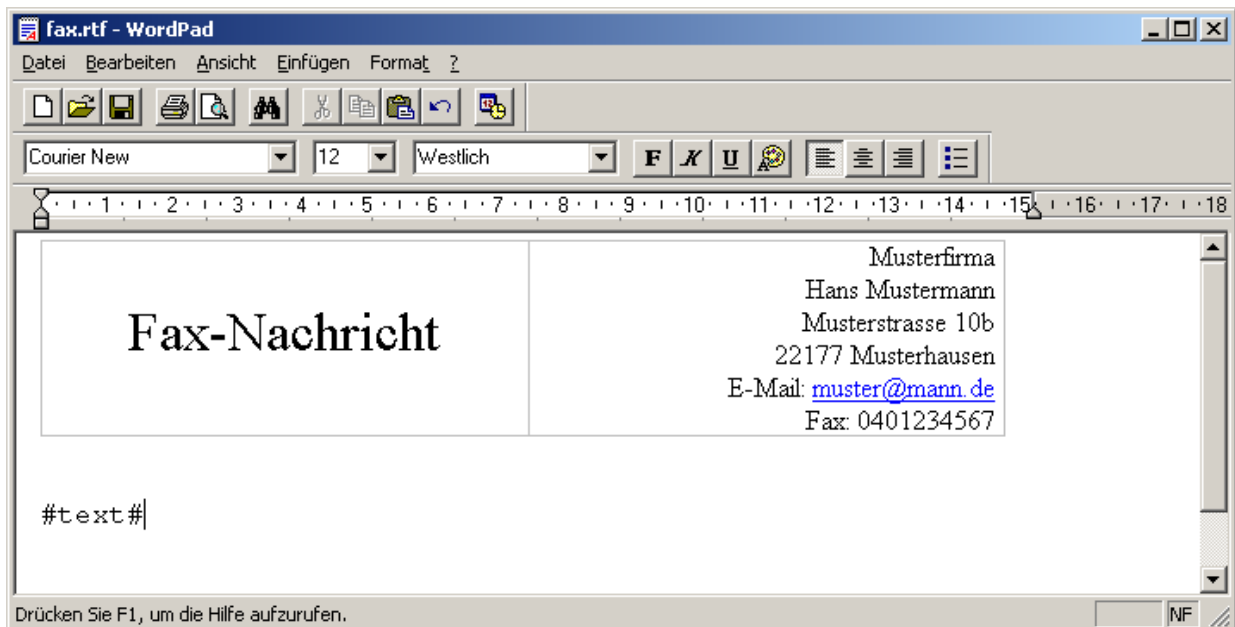 fax.rtf - WordPad
Datei Bearbeiten Ansicht Einfügen Format ?
Courier New 12 Westlich F K U
1 2 3 4 5 6 7 8 9 10 11 12 13 14 15 16 17 18
Fax-Nachricht
Musterfirma
Hans Mustermann
Musterstrasse 10b
22177 Musterhausen
E-Mail: muster@mann.de
Fax: 0401234567
#text#
Drücken Sie F1, um die Hilfe aufzurufen. NF